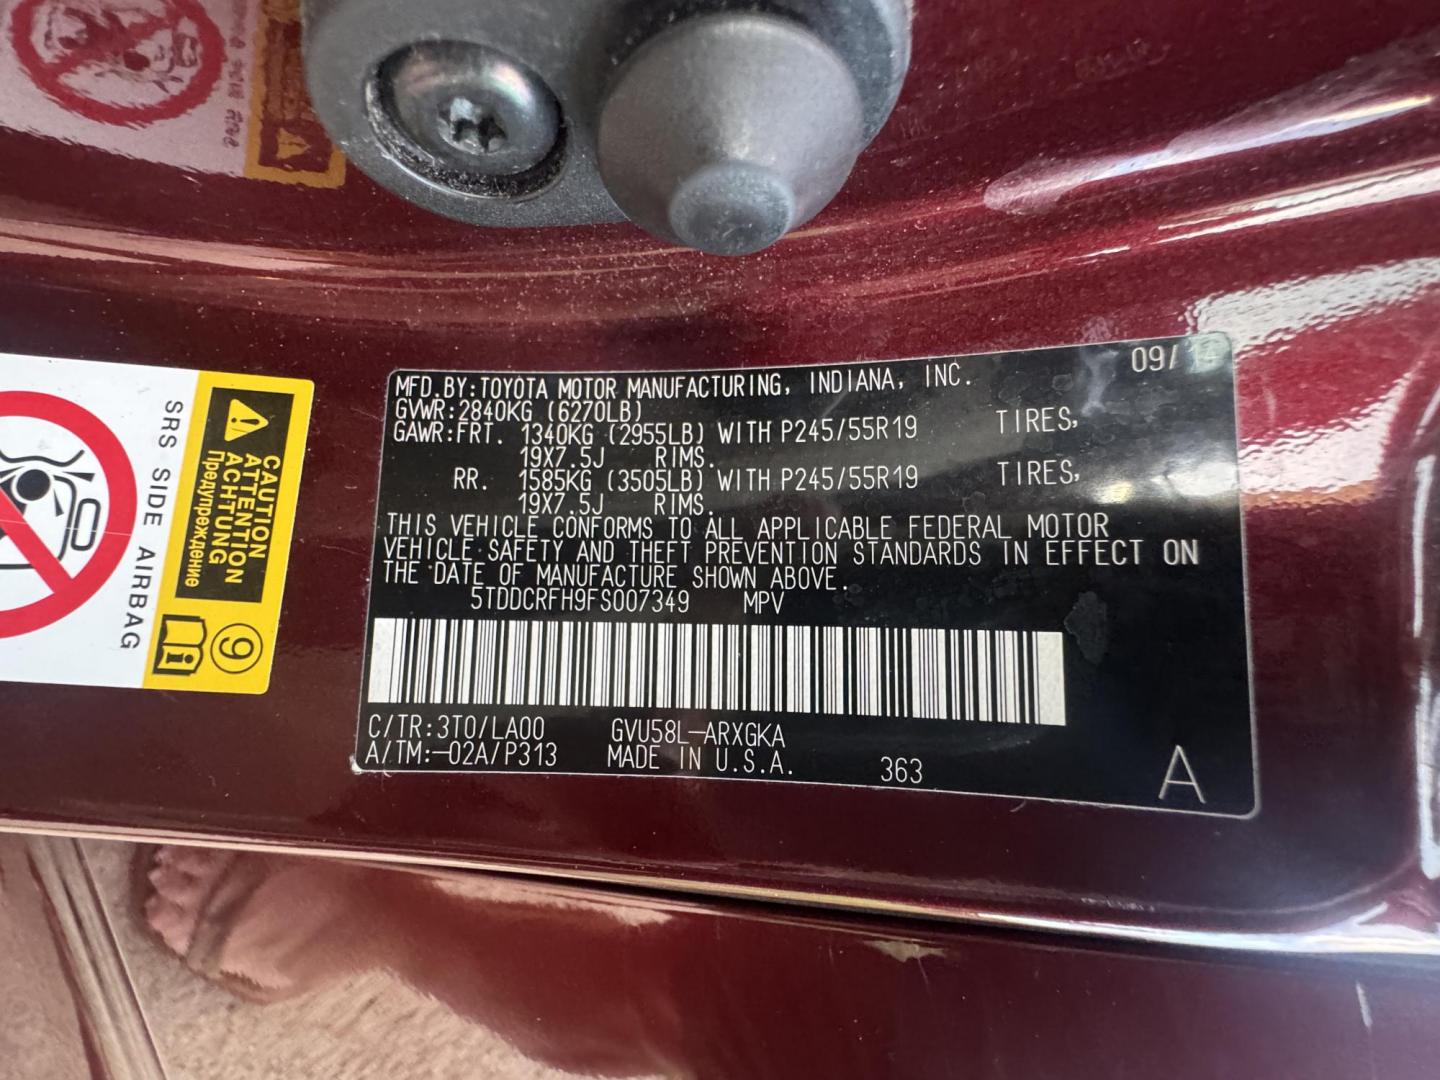 09/14
MFD.BY:TOYOTA MOTOR MANUFACTURING, INDIANA, INC.
GVWR:2840KG (6270LB)
GAWR:FRT. 1340KG (2955LB) WITH P245/55R19 TIRES,
19X7.5J RIMS.
RR. 1585KG (3505LB) WITH P245/55R19 TIRES,
19X7.5J RIMS.
THIS VEHICLE CONFORMS TO ALL APPLICABLE FEDERAL MOTOR
VEHICLE SAFETY AND THEFT PREVENTION STANDARDS IN EFFECT ON
THE DATE OF MANUFACTURE SHOWN ABOVE.
5TDDCRFH9FS007349 MPV
C/TR:3T0/LA00 GVU58L-ARXGKA
A/TM:-02A/P313 MADE IN U.S.A. 363
A
CAUTION
ATTENTION
ACHTUNG
Предупреждение
9
SRS SIDE AIRBAG